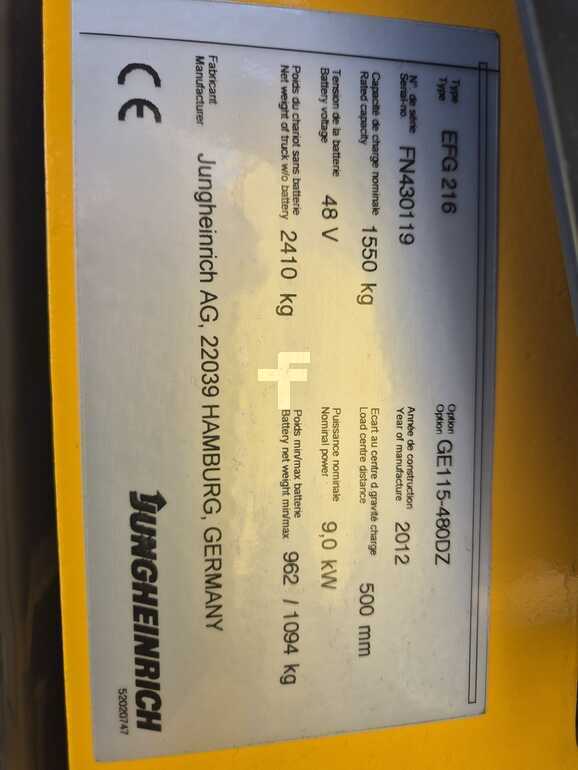 Type
Type EFG 216
Option
Option GE115-480DZ
N°. de série
Serial-no. FN430119
Année de construction
Year of manufacture 2012
Capacité de charge nominale
Rated capacity 1550 kg
Ecart au centre d.gravité charge
Load centre distance 500 mm
Tension de la batterie
Battery voltage 48 V
Puissance nominale
Nominal power 9,0 kW
Poids du chariot sans batterie
Net weight of truck w/o battery 2410 kg
Poids min/max batterie
Battery net weight min/max 962 / 1094 kg
Fabricant
Manufacturer Jungheinrich AG, 22039 HAMBURG, GERMANY
CE
JUNGHEINRICH
52020747